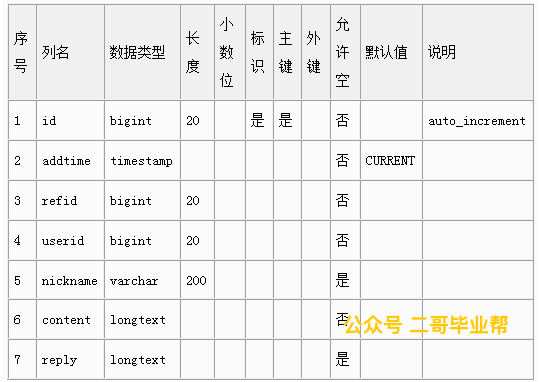 序号 列名 数据类型 长度 小数位 标识 主键 外键 允许空 默认值 说明
1 id bigint 20 是 是 否 auto_increment
2 addtime timestamp 否 CURRENT
3 refid bigint 20 否
4 userid bigint 20 否
5 nickname varchar 200 是
6 content longtext 否
公众号 二哥毕业帮
7 reply longtext 是